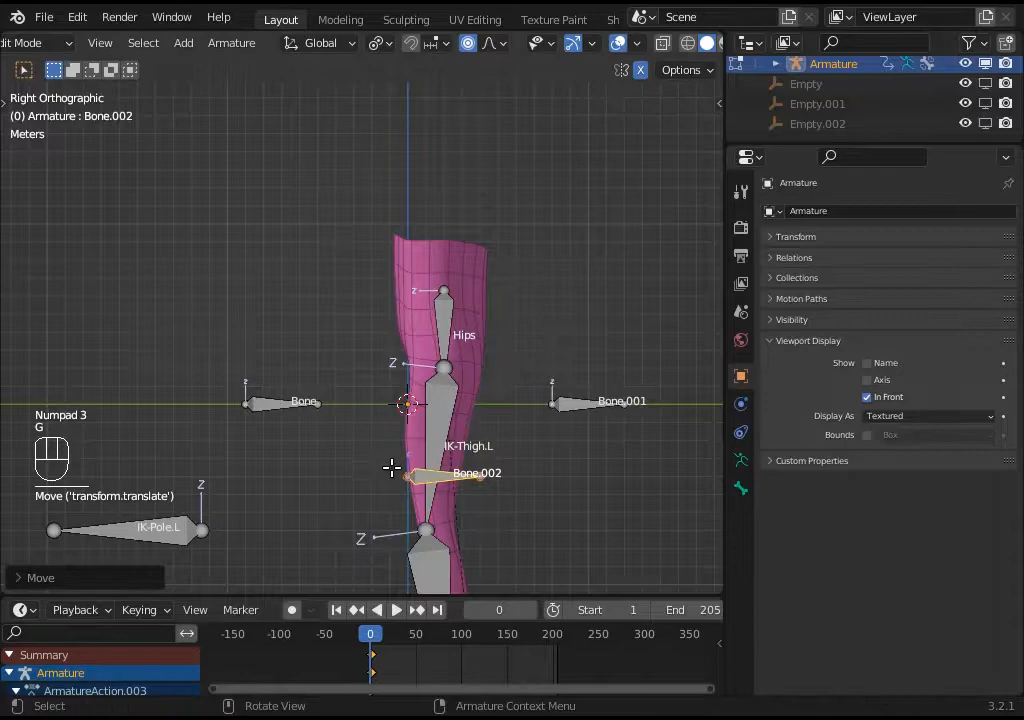 File Edit Render Window Help Layout Modeling Sculpting UV Editing Texture Paint Sh Scene ViewLayer
dit Mode View Select Add Armature Global
X Options
Armature
Empty
Empty.001
Empty.002
Right Orthographic
(0) Armature : Bone.002
Meters
Armature
Armature
Transform
Relations
Collections
Motion Paths
Visibility
Viewport Display
Show Name
Axis
In Front
Display As Textured
Bounds Box
Custom Properties
z
Hips
Z
z
Bone
z
Bone.001
IK-Thigh.L
Bone.002
Z
Numpad 3
G
Move ('transform.translate')
Z
IK-Pole.L
Move
Playback Keying View Marker 0 Start 1 End 205
-150 -100 -50 0 50 100 150 200 250 300 350
Summary
Armature
ArmatureAction.003
Select Rotate View Armature Context Menu 3.2.1